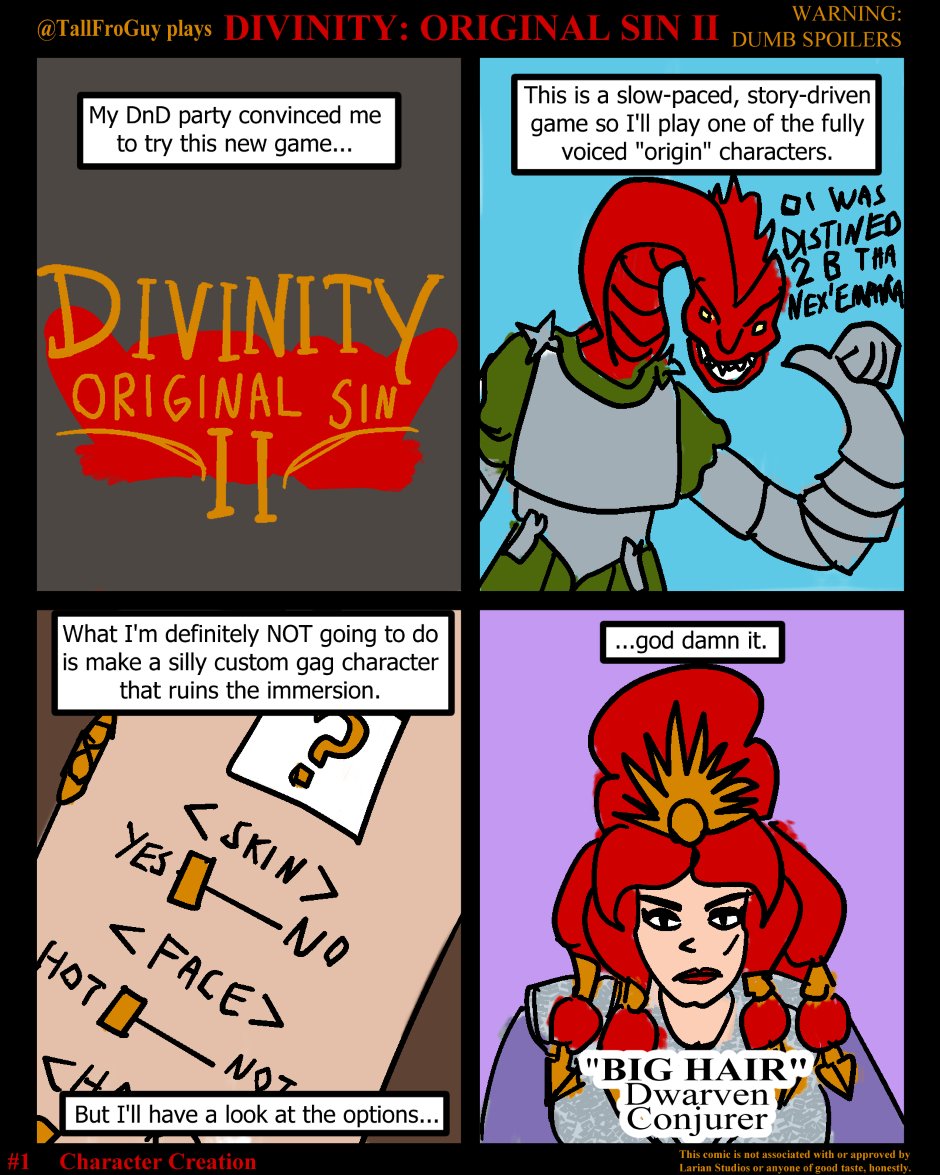 @TallFroGuy plays DIVINITY: ORIGINAL SIN II
WARNING:
DUMB SPOILERS
My DnD party convinced me
to try this new game...
DIVINITY
ORIGINAL SIN
II
This is a slow-paced, story-driven
game so I'll play one of the fully
voiced "origin" characters.
OI WAS
DISTINED
2 B THA
What I'm definitely NOT going to do
is make a silly custom gag character
that ruins the immersion.
?
<SKIN>
YES
NO
<FACE>
HOT
NOT
But I'll have a look at the options...
...god damn it.
"BIG HAIR"
Dwarven
Conjurer
#1 Character Creation
This comic is not associated with or approved by
Larian Studios or anyone of good taste, honestly.